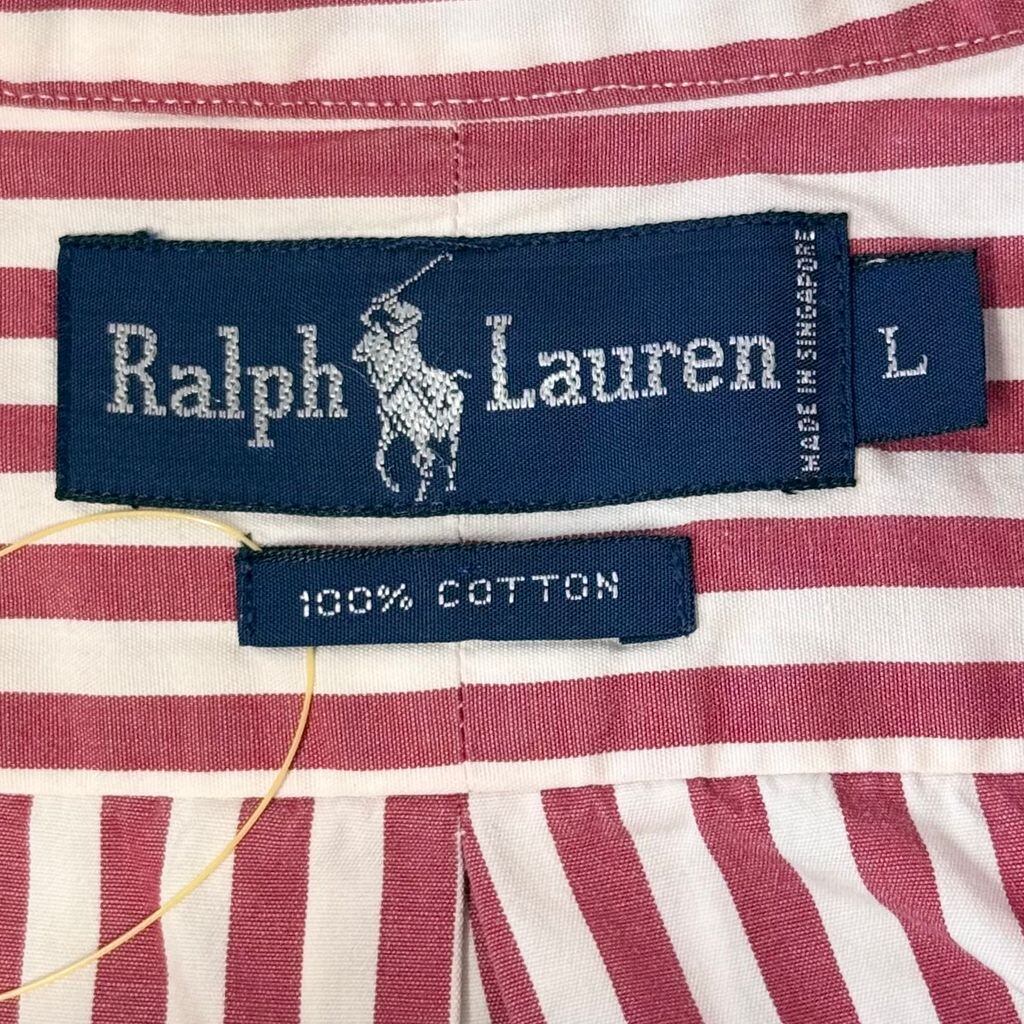 Ralph Lauren
MADE IN SINGAPORE
L
100% COTTON